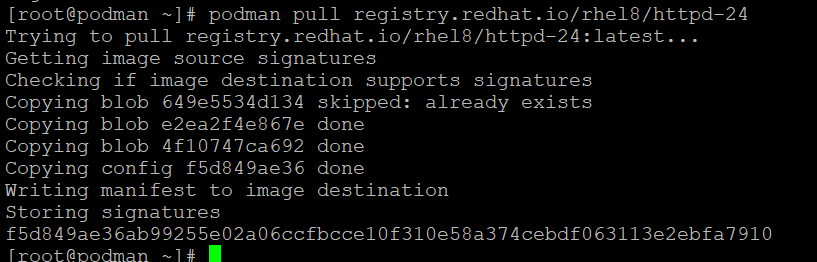 [root@podman ~]# podman pull registry.redhat.io/rhel8/httpd-24
Trying to pull registry.redhat.io/rhel8/httpd-24:latest...
Getting image source signatures
Checking if image destination supports signatures
Copying blob 649e5534d134 skipped: already exists
Copying blob e2ea2f4e867e done
Copying blob 4f10747ca692 done
Copying config f5d849ae36 done
Writing manifest to image destination
Storing signatures
f5d849ae36ab99255e02a06ccfbcce10f310e58a374cebdf063113e2ebfa7910
[root@podman ~]#